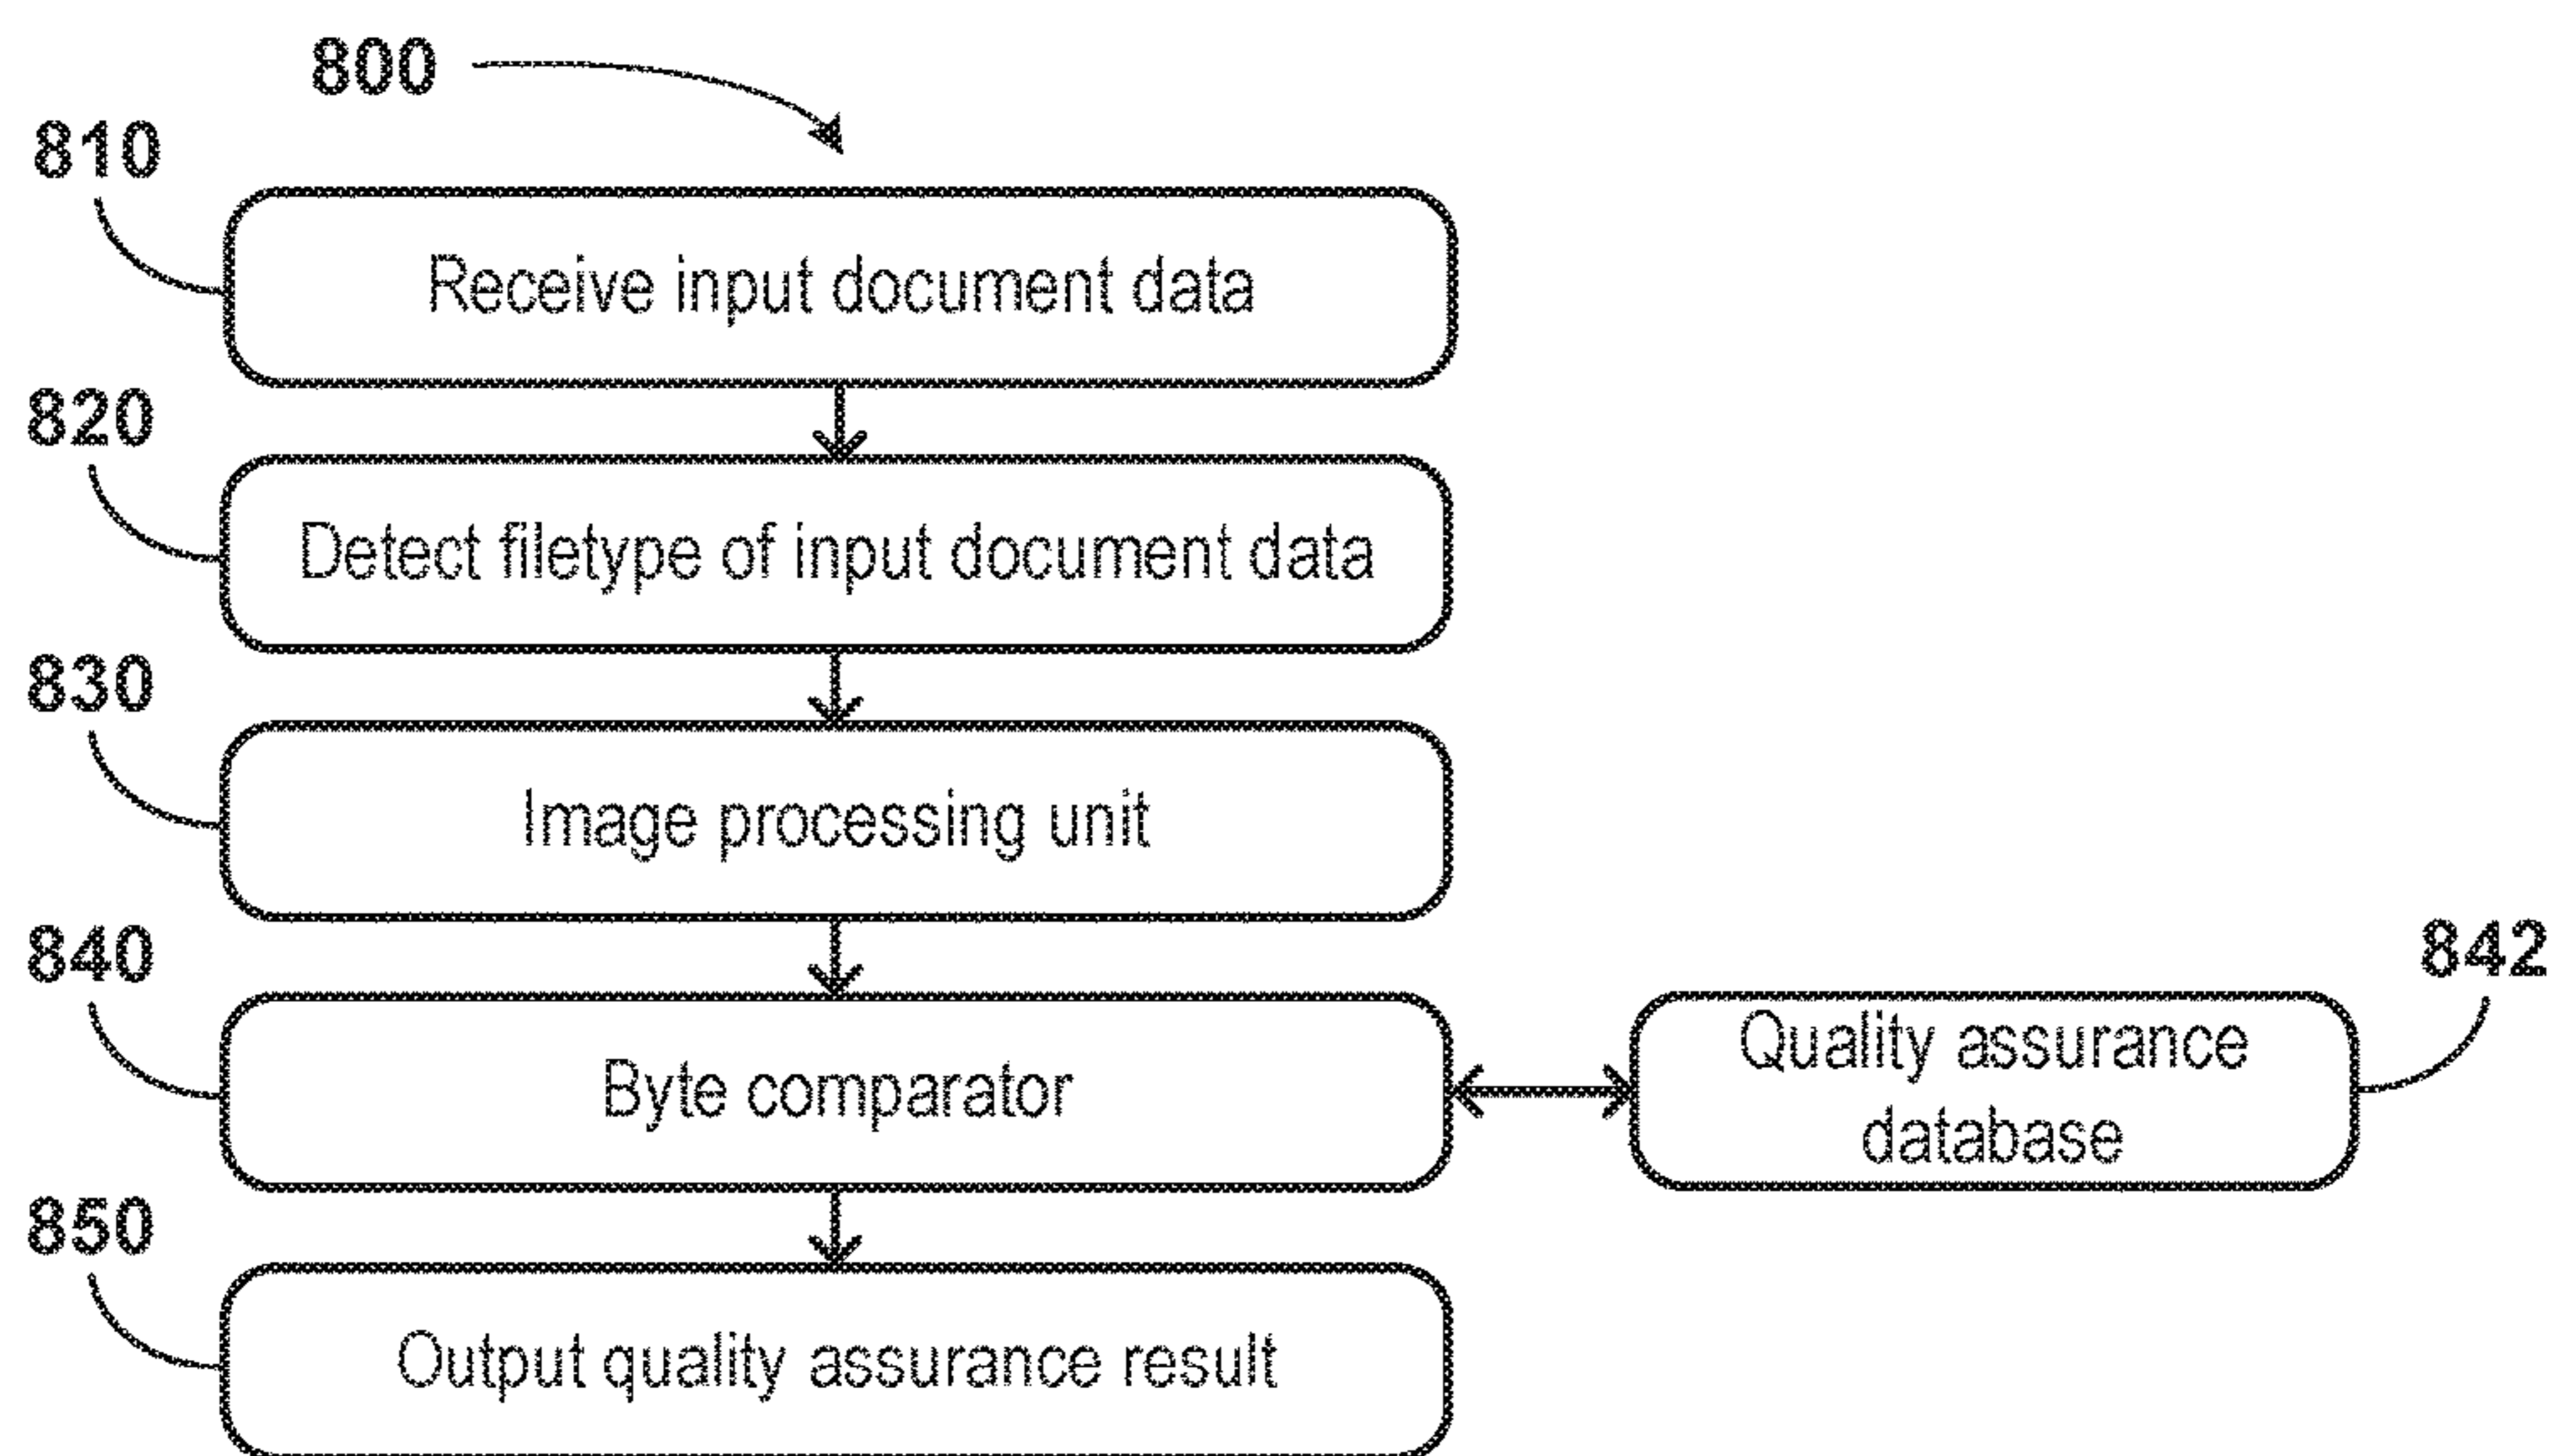 800
810
Receive input document data
820
Detect filetype of input document data
830
Image processing unit
840
Byte comparator
842
Quality assurance
database
850
Output quality assurance result